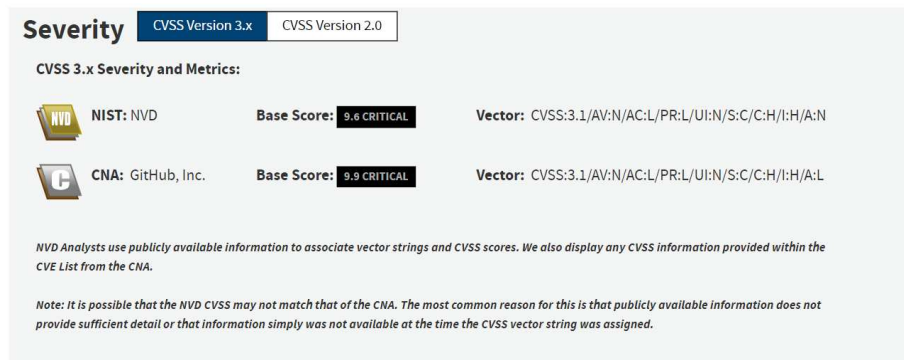 Severity CVSS Version 3.x CVSS Version 2.0
CVSS 3.x Severity and Metrics:
NVD NIST: NVD Base Score: 9.6 CRITICAL Vector: CVSS:3.1/AV:N/AC:L/PR:L/UI:N/S:C/C:H/I:H/A:N
C CNA: GitHub, Inc. Base Score: 9.9 CRITICAL Vector: CVSS:3.1/AV:N/AC:L/PR:L/UI:N/S:C/C:H/I:H/A:L
NVD Analysts use publicly available information to associate vector strings and CVSS scores. We also display any CVSS information provided within the
CVE List from the CNA.
Note: It is possible that the NVD CVSS may not match that of the CNA. The most common reason for this is that publicly available information does not
provide sufficient detail or that information simply was not available at the time the CVSS vector string was assigned.